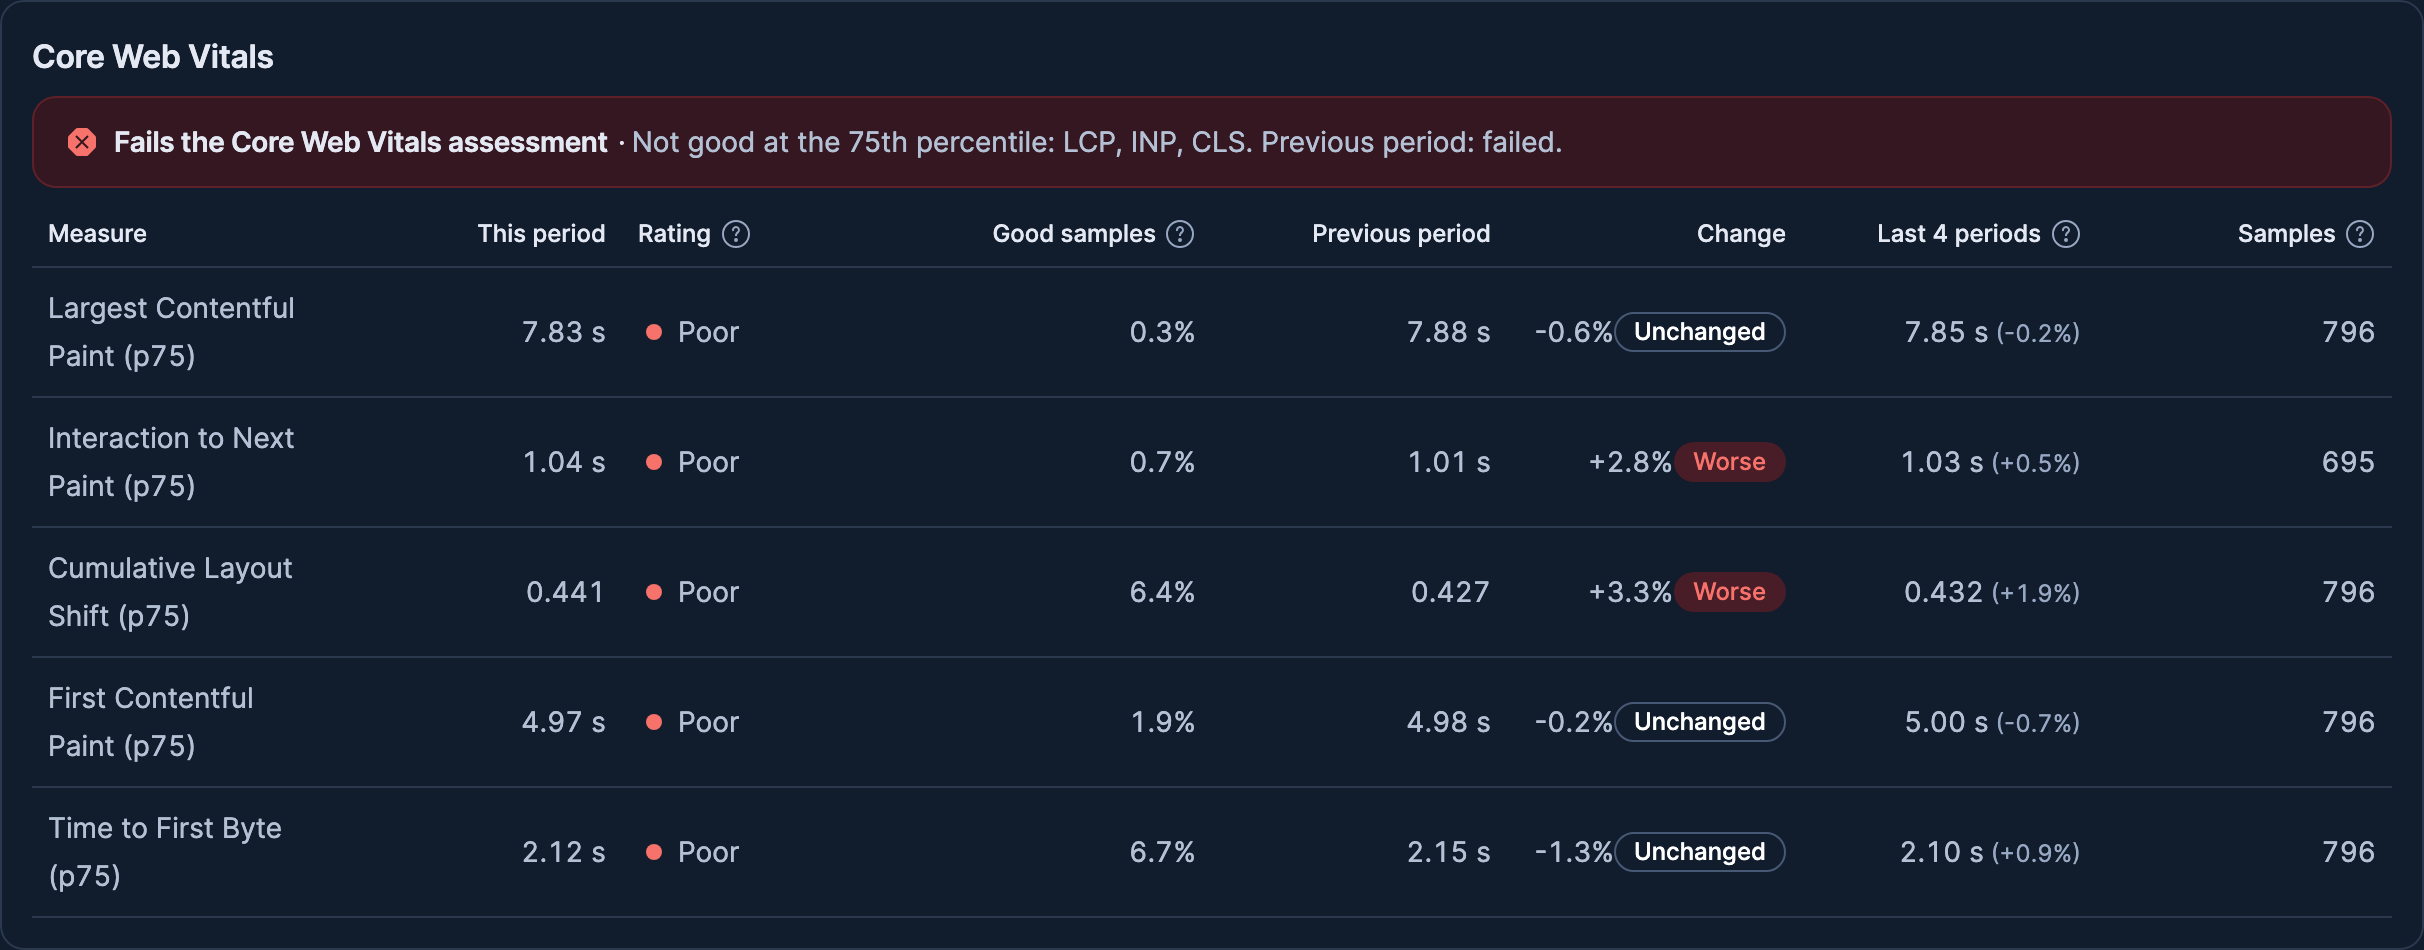 Core Web Vitals
Fails the Core Web Vitals assessment · Not good at the 75th percentile: LCP, INP, CLS. Previous period: failed.
Measure This period Rating ? Good samples ? Previous period Change Last 4 periods ? Samples ?
Largest Contentful
Paint (p75) 7.83 s Poor 0.3% 7.88 s -0.6% Unchanged 7.85 s (-0.2%) 796
Interaction to Next
Paint (p75) 1.04 s Poor 0.7% 1.01 s +2.8% Worse 1.03 s (+0.5%) 695
Cumulative Layout
Shift (p75) 0.441 Poor 6.4% 0.427 +3.3% Worse 0.432 (+1.9%) 796
First Contentful
Paint (p75) 4.97 s Poor 1.9% 4.98 s -0.2% Unchanged 5.00 s (-0.7%) 796
Time to First Byte
(p75) 2.12 s Poor 6.7% 2.15 s -1.3% Unchanged 2.10 s (+0.9%) 796